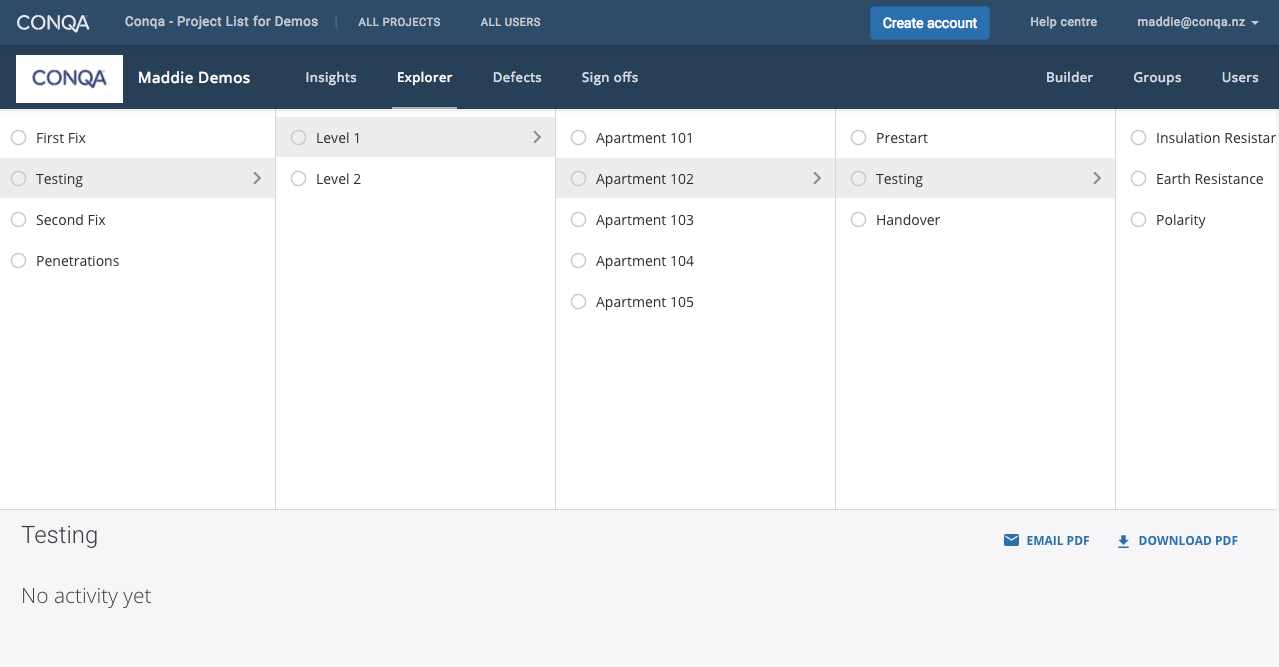 CONQA Conqa - Project List for Demos | ALL PROJECTS ALL USERS Create account Help centre maddie@conqa.nz
CONQA Maddie Demos Insights Explorer Defects Sign offs Builder Groups Users
First Fix
Testing
Second Fix
Penetrations
Level 1
Level 2
Apartment 101
Apartment 102
Apartment 103
Apartment 104
Apartment 105
Prestart
Testing
Handover
Insulation Resistar
Earth Resistance
Polarity
Testing
EMAIL PDF DOWNLOAD PDF
No activity yet